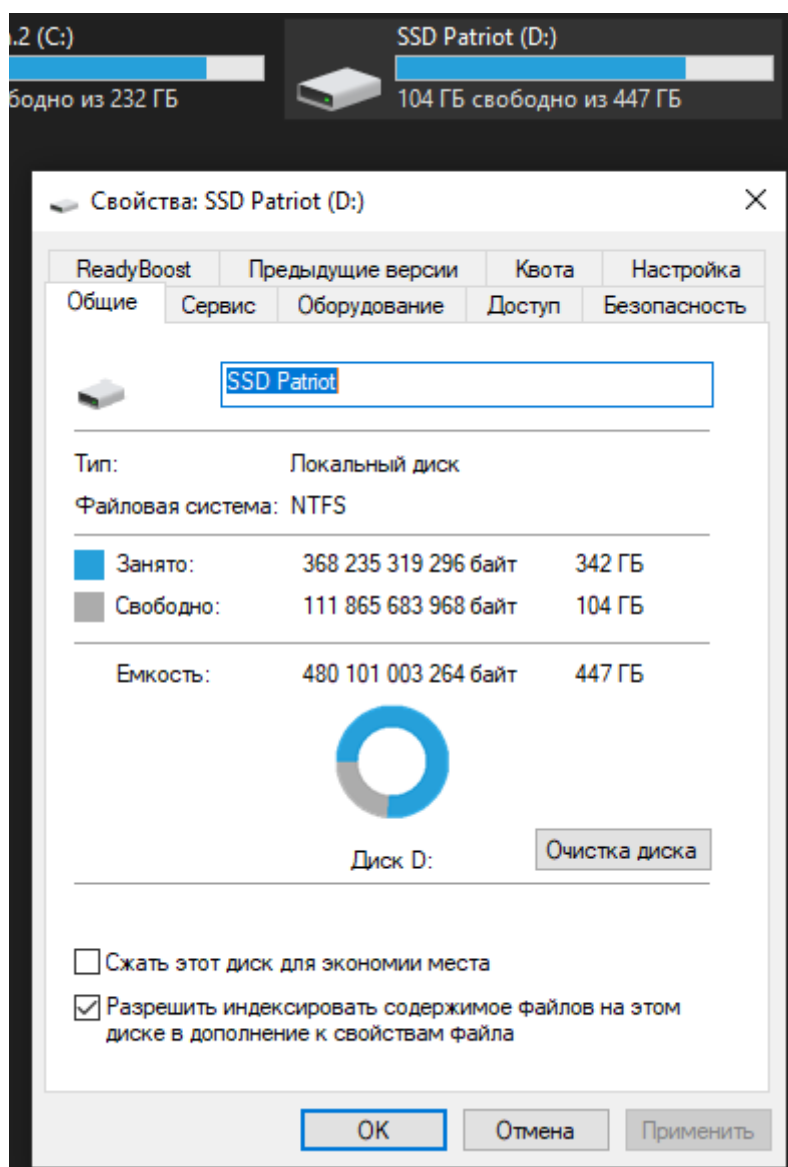 .2 (C:)
SSD Patriot (D:)
бодно из 232 ГБ
104 ГБ свободно из 447 ГБ
Свойства: SSD Patriot (D:)
ReadyBoost Предыдущие версии Квота Настройка
Общие Сервис Оборудование Доступ Безопасность
SSD Patriot
Тип: Локальный диск
Файловая система: NTFS
Занято: 368 235 319 296 байт 342 ГБ
Свободно: 111 865 683 968 байт 104 ГБ
Емкость: 480 101 003 264 байт 447 ГБ
Диск D:
Очистка диска
Сжать этот диск для экономии места
Разрешить индексировать содержимое файлов на этом
диске в дополнение к свойствам файла
OK Отмена Применить